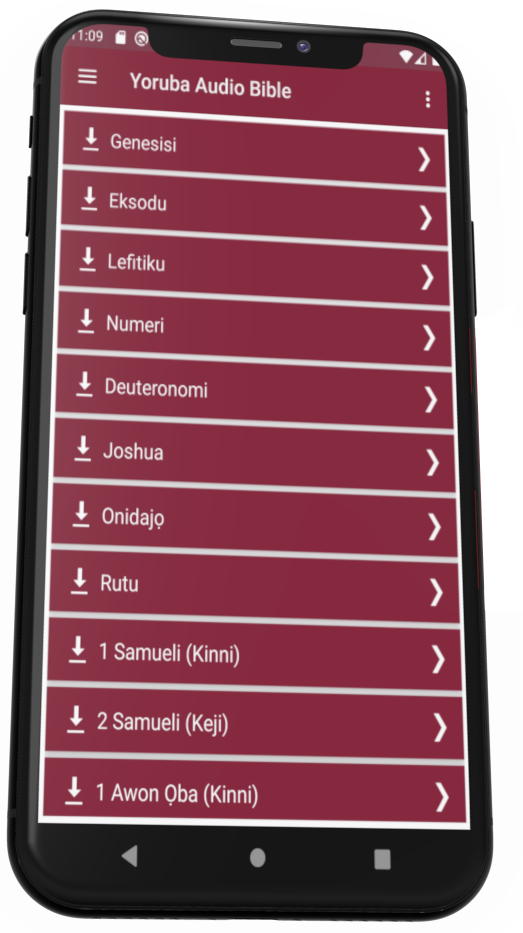 11:09
Yoruba Audio Bible
Genesisi
Eksodu
Lefitiku
Numeri
Deuteronomi
Joshua
Onidajọ
Rutu
1 Samueli (Kinni)
2 Samueli (Keji)
1 Awon Ọba (Kinni)